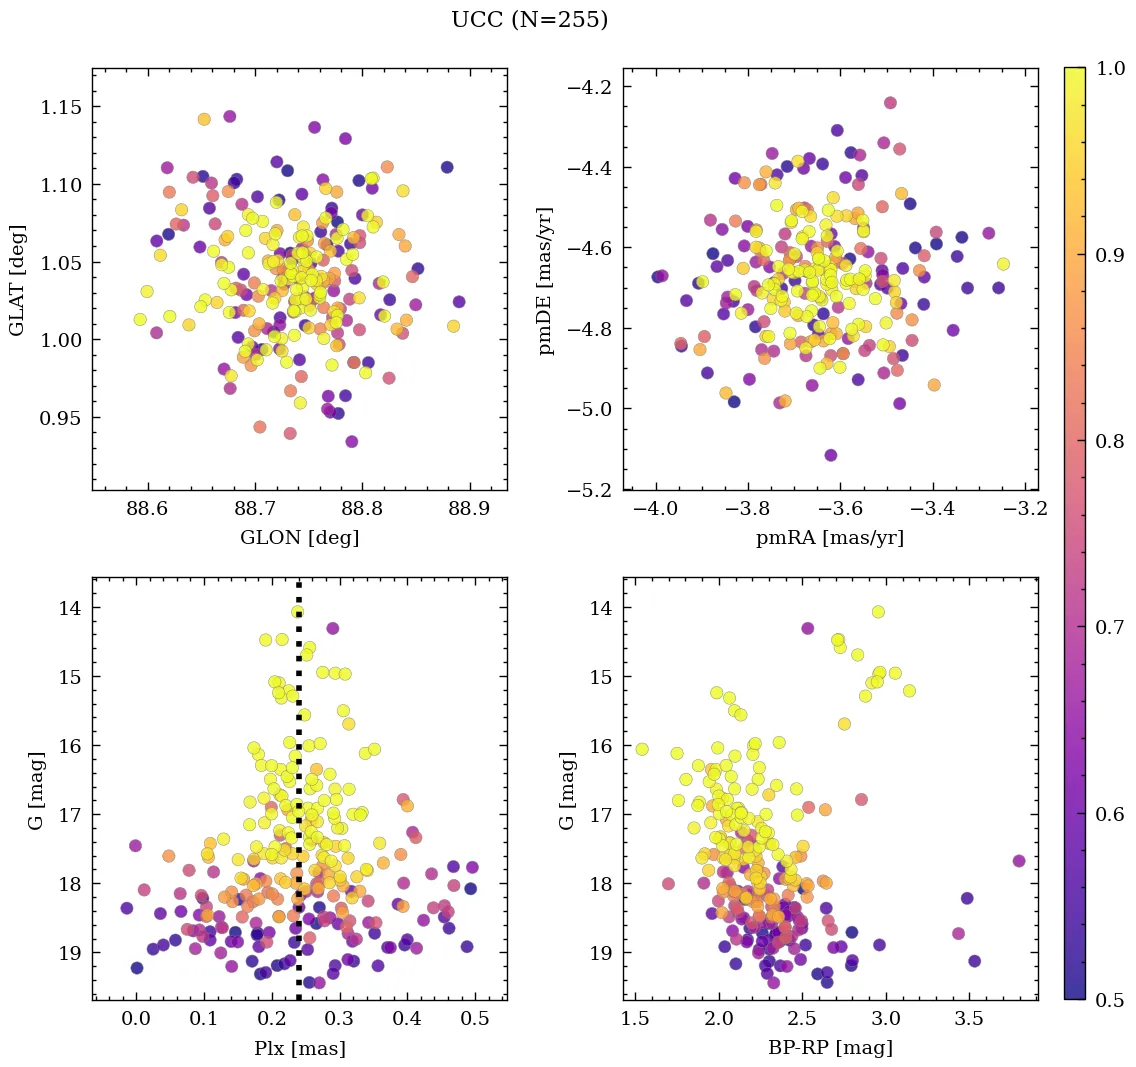 UCC (N=255)
1.15
1.10
1.05
1.00
0.95
GLAT [deg]
88.6 88.7 88.8 88.9
GLON [deg]
−4.2
−4.4
−4.6
−4.8
−5.0
−5.2
pmDE [mas/yr]
−4.0 −3.8 −3.6 −3.4 −3.2
pmRA [mas/yr]
14
15
16
17
18
19
G [mag]
0.0 0.1 0.2 0.3 0.4 0.5
Plx [mas]
14
15
16
17
18
19
G [mag]
1.5 2.0 2.5 3.0 3.5
BP-RP [mag]
1.0
0.9
0.8
0.7
0.6
0.5